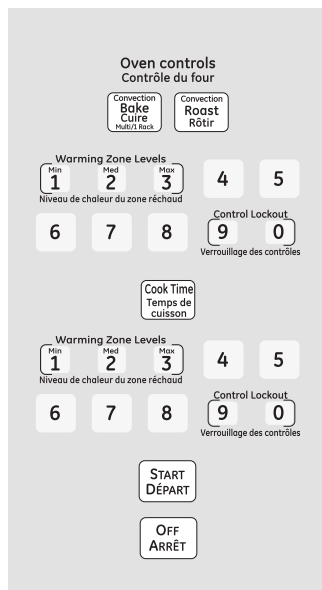 Oven controls
Contrôle du four
Convection Convection
Bake Roast
Cuire Rôtir
Multi/1 Rack
Warming Zone Levels
Min Med Max
1 2 3 4 5
Niveau de chaleur du zone réchaud
Control Lockout
6 7 8 9 0
Verrouillage des contrôles
Cook Time
Temps de
cuisson
Warming Zone Levels
Min Med Max
1 2 3 4 5
Niveau de chaleur du zone réchaud
Control Lockout
6 7 8 9 0
Verrouillage des contrôles
START
DÉPART
OFF
ARRÊT